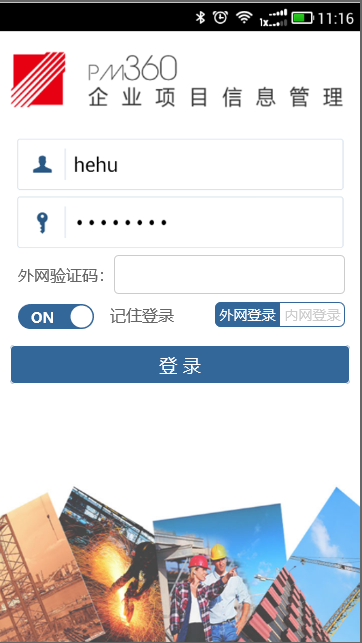 11:16
PM360
企业项目信息管理
hehu
••••••••
外网验证码：
ON 记住登录 外网登录 内网登录
登 录